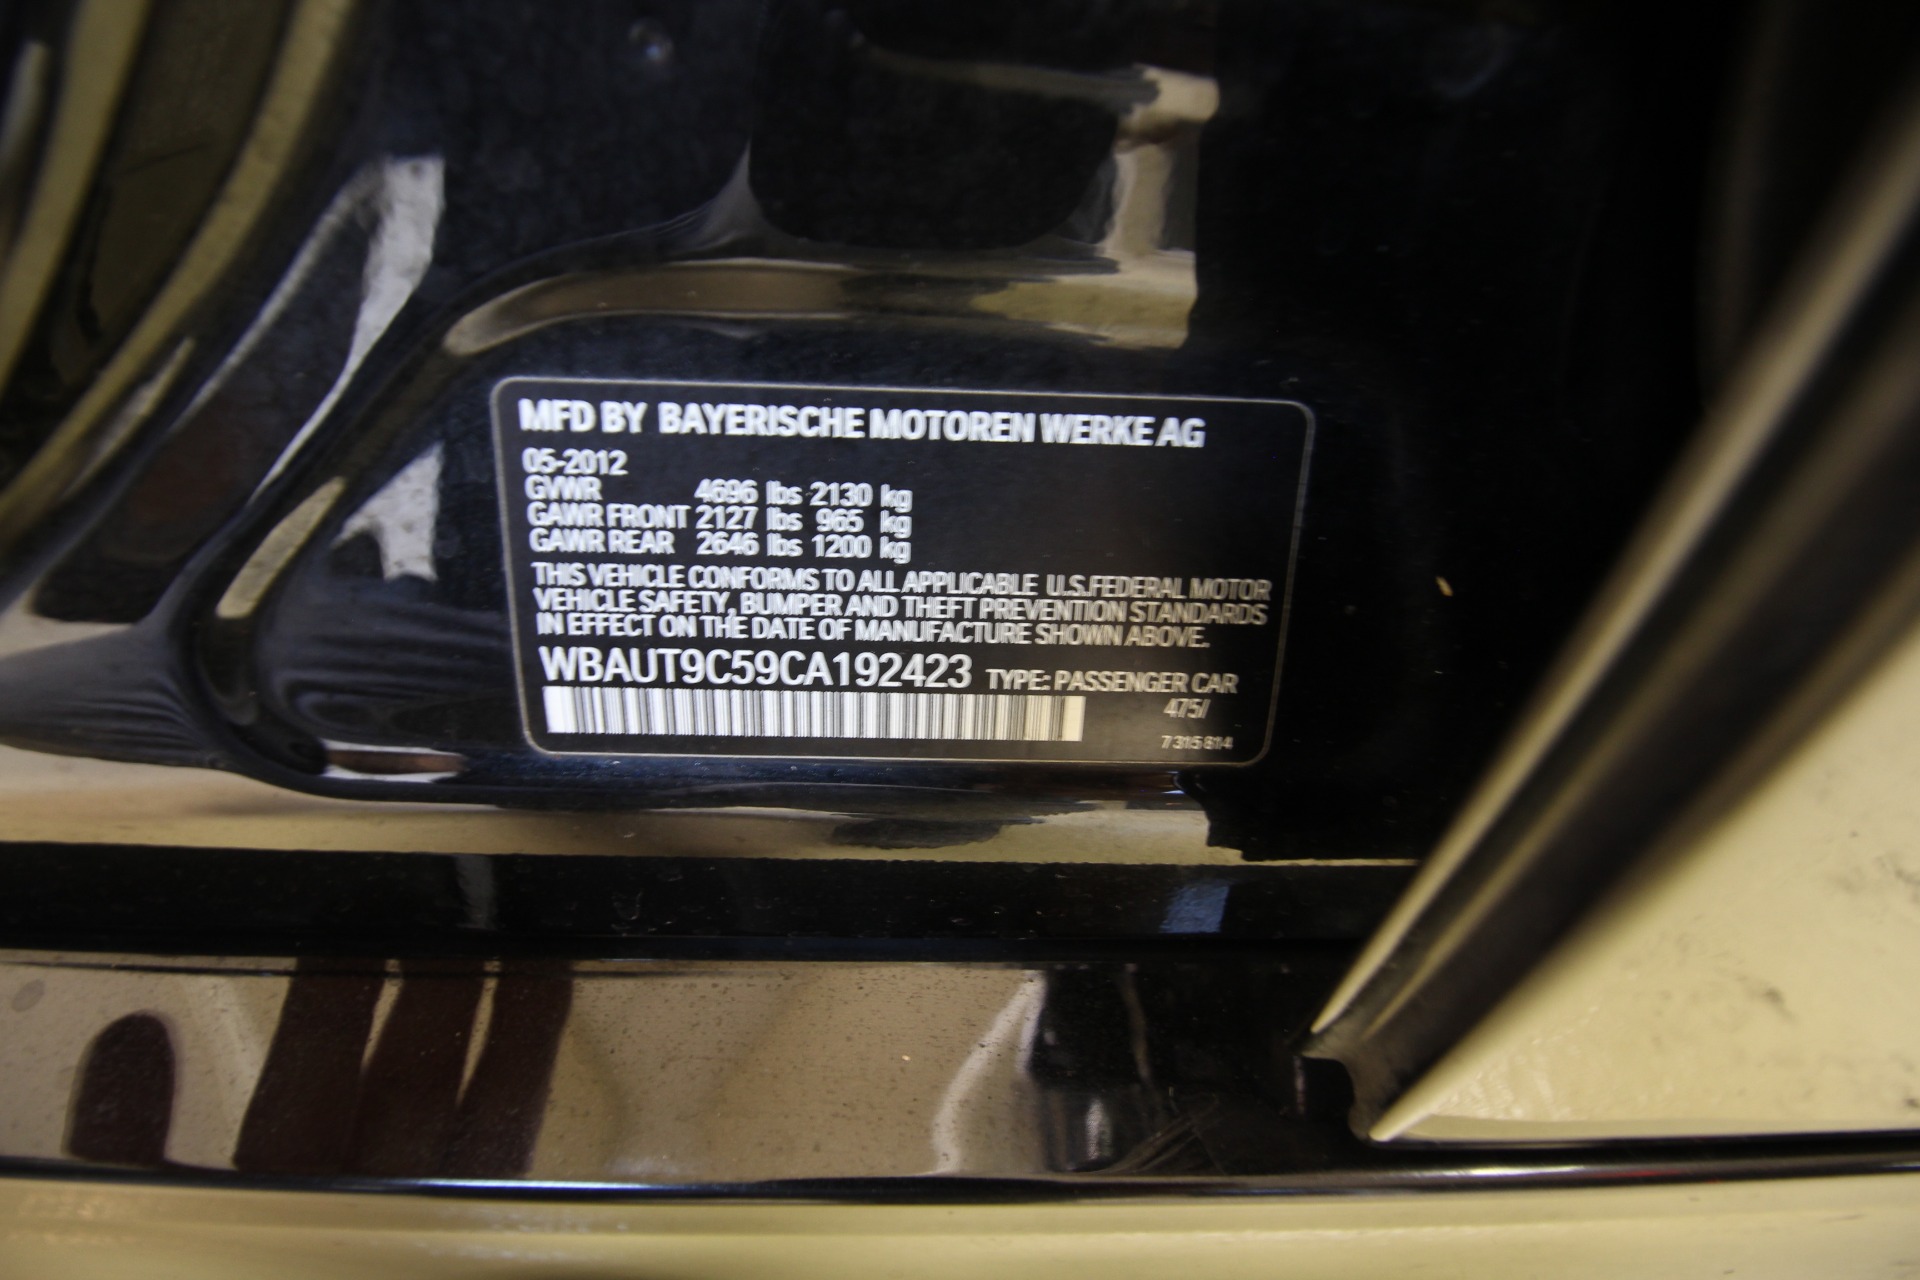 MFD BY BAYERISCHE MOTOREN WERKE AG
05-2012
GVWR 4696 lbs 2130 kg
GAWR FRONT 2127 lbs 965 kg
GAWR REAR 2646 lbs 1200 kg
THIS VEHICLE CONFORMS TO ALL APPLICABLE U.S.FEDERAL MOTOR
VEHICLE SAFETY, BUMPER AND THEFT PREVENTION STANDARDS
IN EFFECT ON THE DATE OF MANUFACTURE SHOWN ABOVE.
WBAUT9C59CA192423 TYPE: PASSENGER CAR
475/
7 315 814